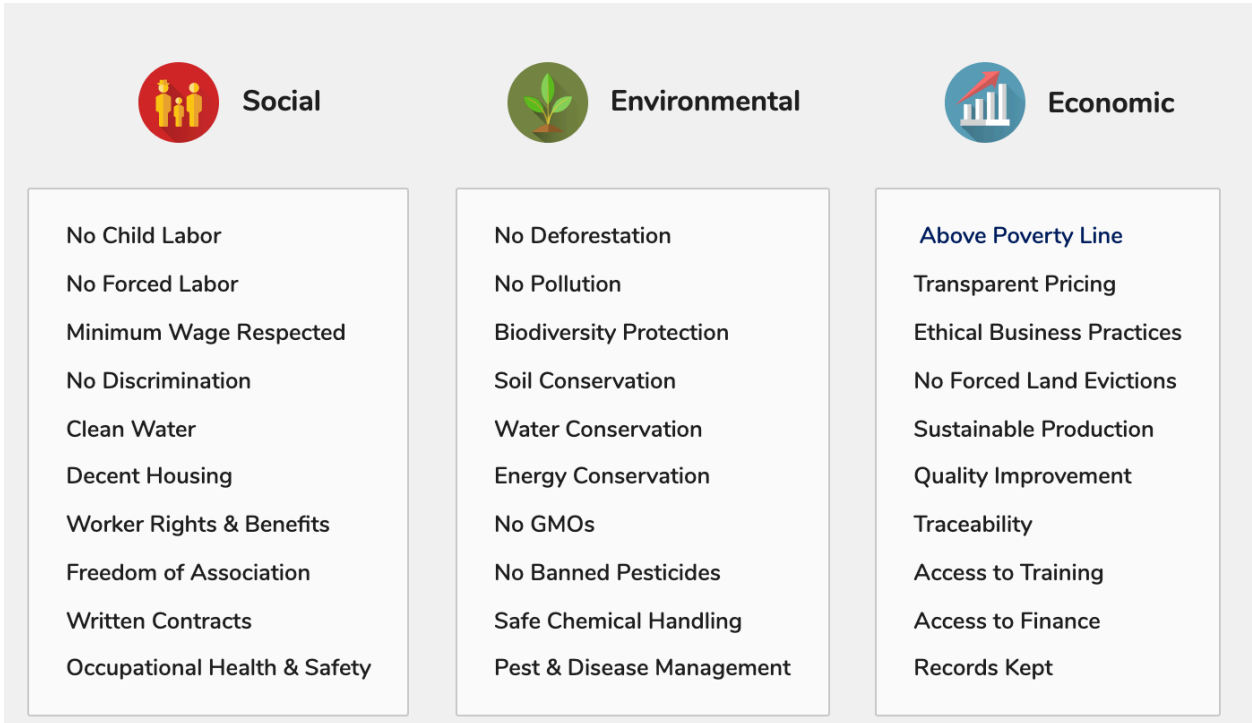 Social
No Child Labor
No Forced Labor
Minimum Wage Respected
No Discrimination
Clean Water
Decent Housing
Worker Rights & Benefits
Freedom of Association
Written Contracts
Occupational Health & Safety
Environmental
No Deforestation
No Pollution
Biodiversity Protection
Soil Conservation
Water Conservation
Energy Conservation
No GMOs
No Banned Pesticides
Safe Chemical Handling
Pest & Disease Management
Economic
Above Poverty Line
Transparent Pricing
Ethical Business Practices
No Forced Land Evictions
Sustainable Production
Quality Improvement
Traceability
Access to Training
Access to Finance
Records Kept